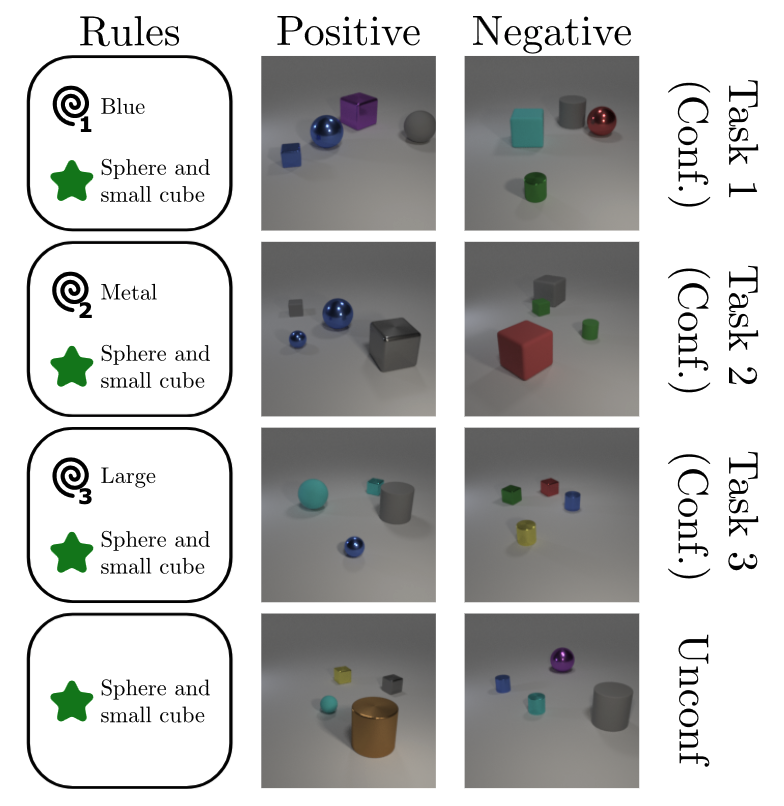 Rules
Positive
Negative
1
Blue
Sphere and
small cube
Task 1
(Conf.)
2
Metal
Sphere and
small cube
Task 2
(Conf.)
3
Large
Sphere and
small cube
Task 3
(Conf.)
Sphere and
small cube
Unconf